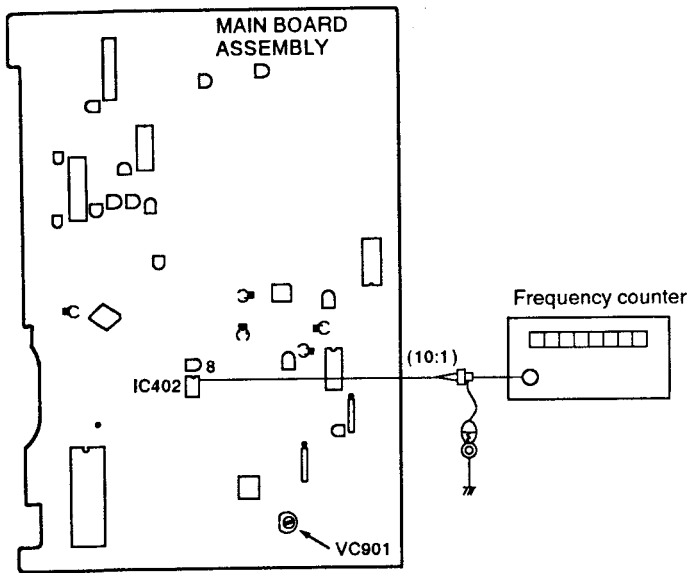 MAIN BOARD
ASSEMBLY
Frequency counter
(10:1)
8
IC402
VC901